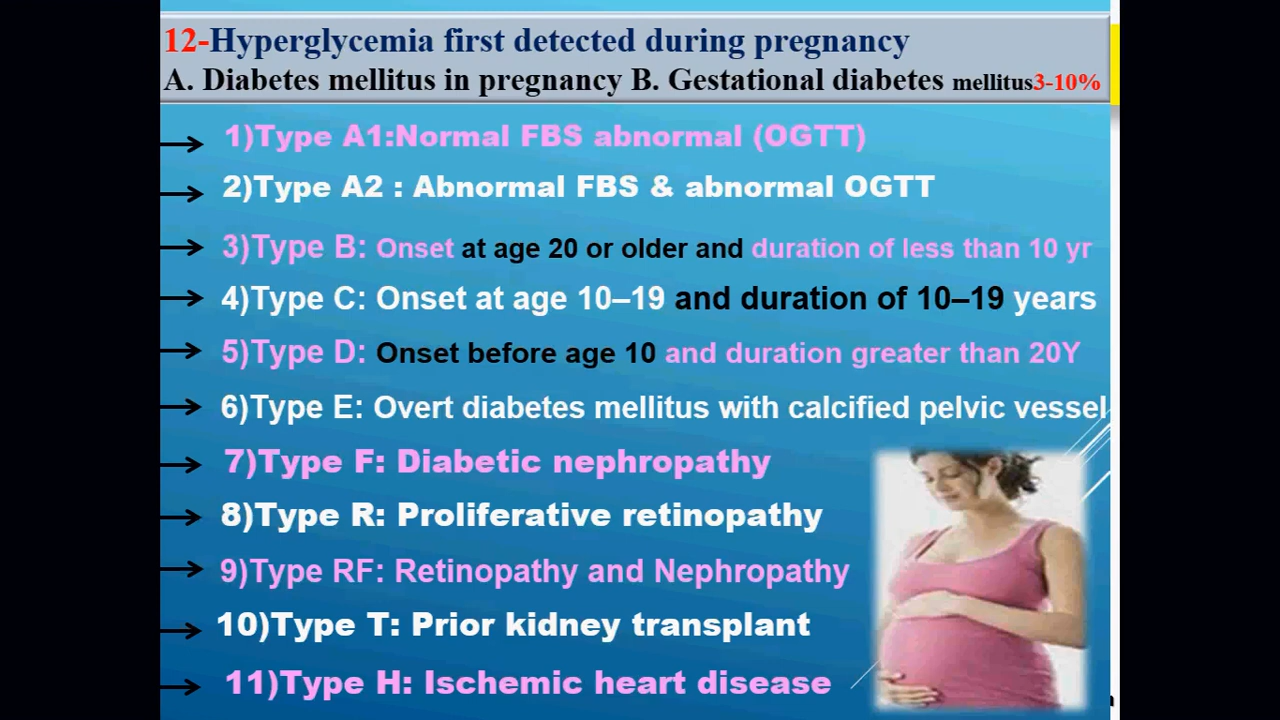 12-Hyperglycemia first detected during pregnancy
A. Diabetes mellitus in pregnancy B. Gestational diabetes mellitus3-10%
1)Type A1:Normal FBS abnormal (OGTT)
2)Type A2 : Abnormal FBS & abnormal OGTT
3)Type B: Onset at age 20 or older and duration of less than 10 yr
4)Type C: Onset at age 10–19 and duration of 10–19 years
5)Type D: Onset before age 10 and duration greater than 20Y
6)Type E: Overt diabetes mellitus with calcified pelvic vessel
7)Type F: Diabetic nephropathy
8)Type R: Proliferative retinopathy
9)Type RF: Retinopathy and Nephropathy
10)Type T: Prior kidney transplant
11)Type H: Ischemic heart disease